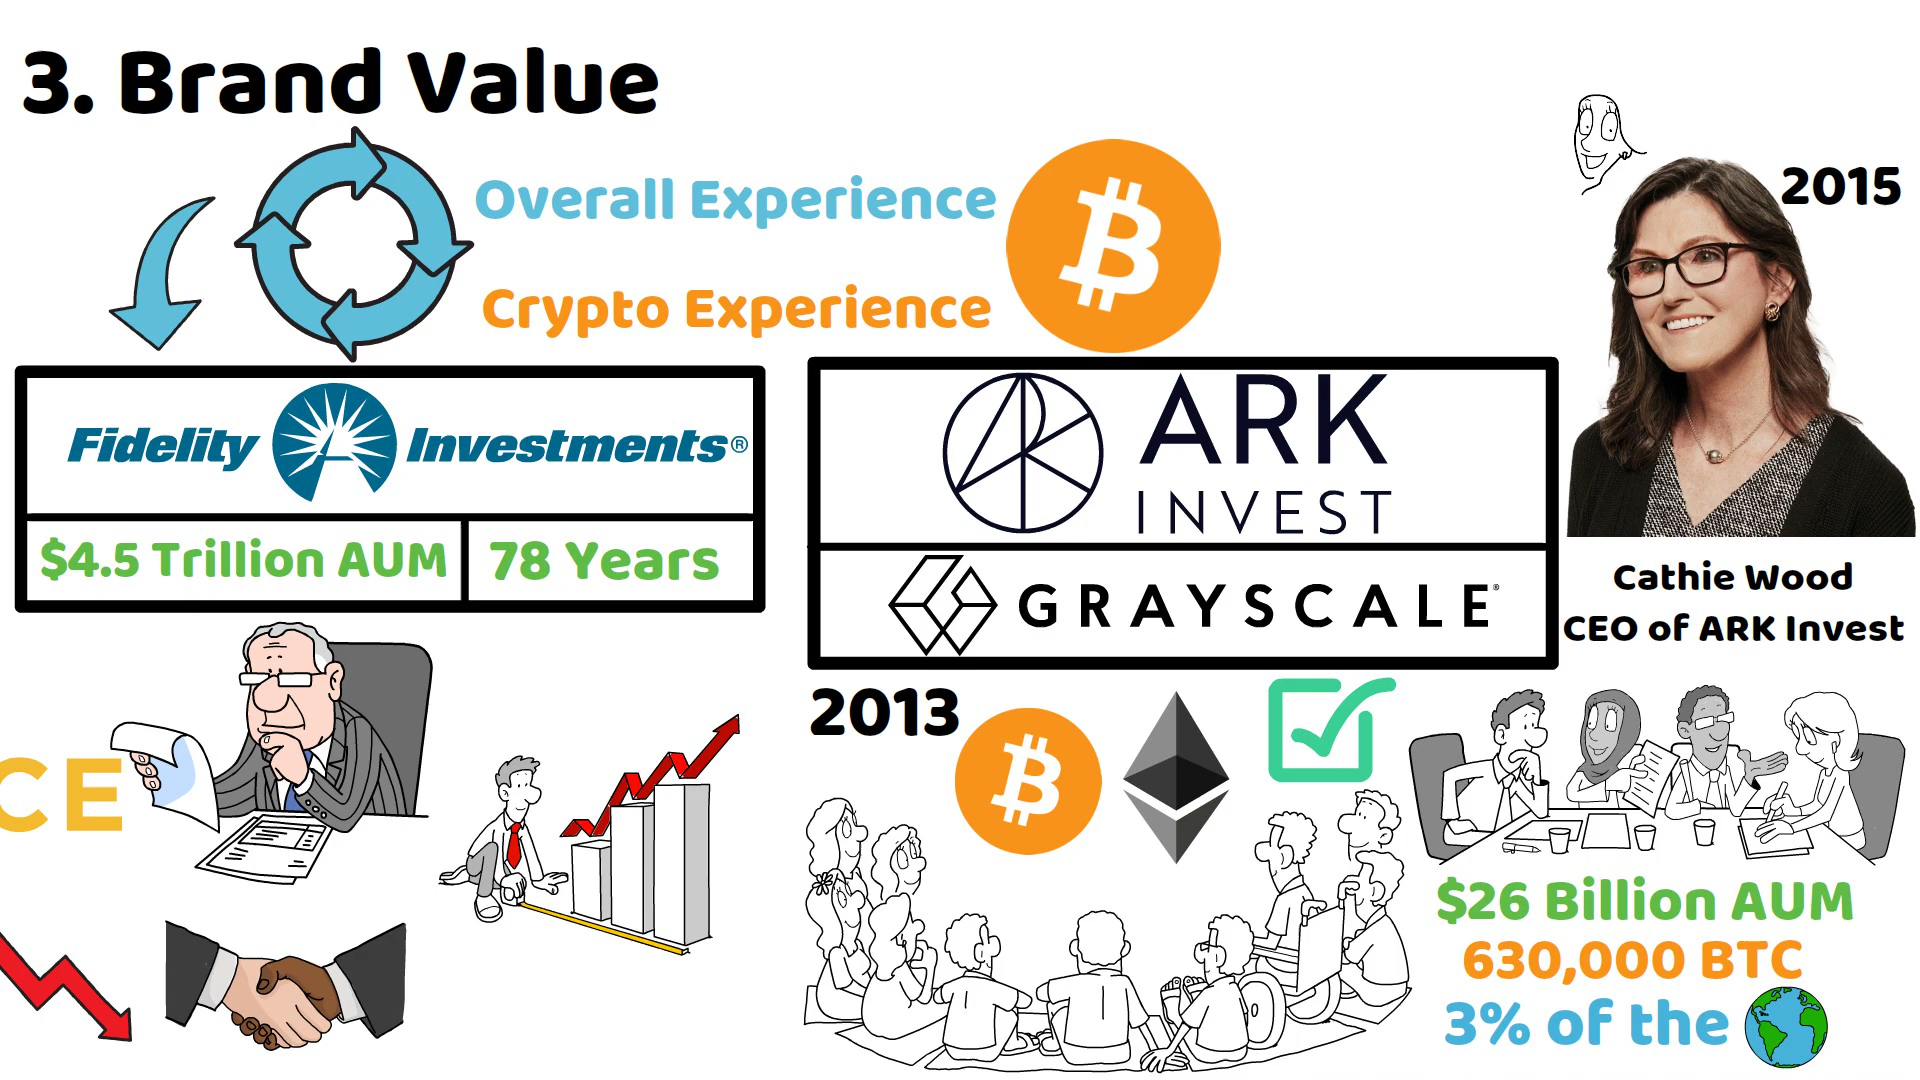 3. Brand Value
Overall Experience
Crypto Experience
2015
Fidelity Investments®
$4.5 Trillion AUM
78 Years
ARK
INVEST
GRAYSCALE®
Cathie Wood
CEO of ARK Invest
2013
CE
$26 Billion AUM
630,000 BTC
3% of the